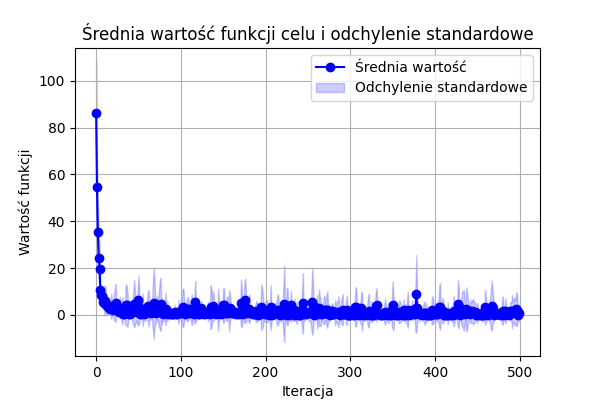 Średnia wartość funkcji celu i odchylenie standardowe
Średnia wartość
Odchylenie standardowe
Wartość funkcji
100
80
60
40
20
0
0 100 200 300 400 500
Iteracja